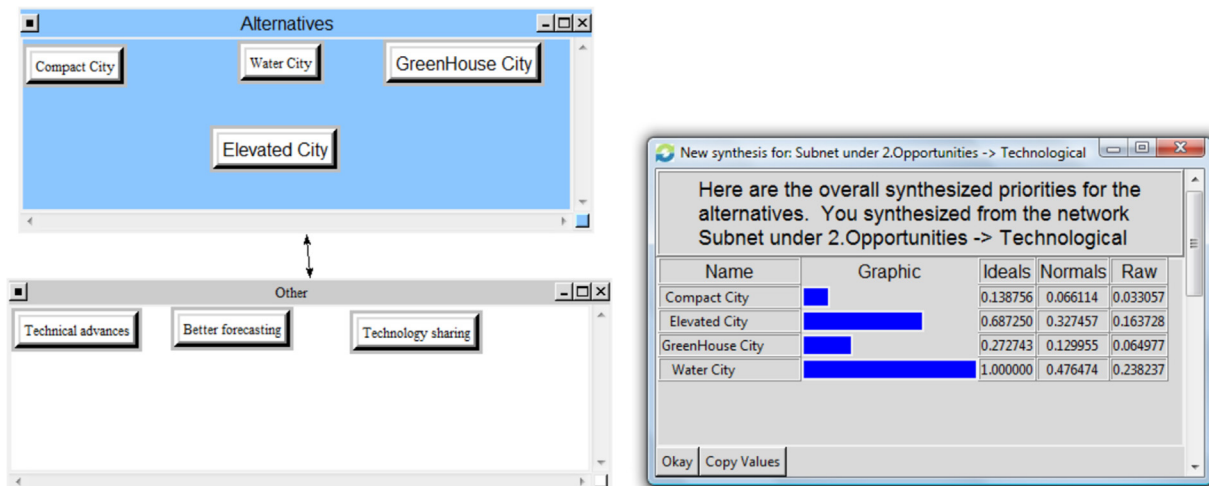 Alternatives
Compact City
Water City
GreenHouse City
Elevated City
Other
Technical advances
Better forecasting
Technology sharing
New synthesis for: Subnet under 2.Opportunities -> Technological
Here are the overall synthesized priorities for the
alternatives. You synthesized from the network
Subnet under 2.Opportunities -> Technological
Name Graphic Ideals Normals Raw
Compact City 0.138756 0.066114 0.033057
Elevated City 0.687250 0.327457 0.163728
GreenHouse City 0.272743 0.129955 0.064977
Water City 1.000000 0.476474 0.238237
Okay Copy Values